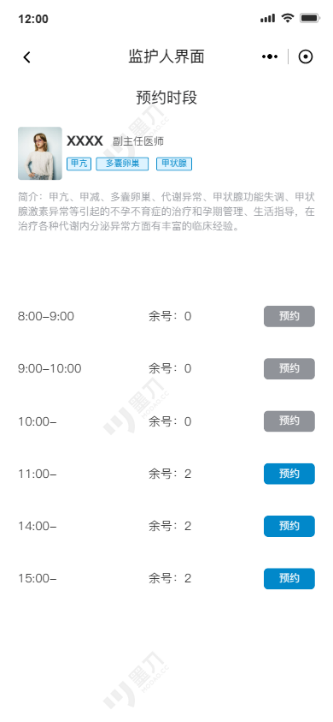 12:00
监护人界面
预约时段
XXXX 副主任医师
甲亢 多囊卵巢 甲状腺
简介：甲亢、甲减、多囊卵巢、代谢异常、甲状腺功能失调、甲状
腺激素异常等引起的不孕不育症的治疗和孕期管理、生活指导，在
治疗各种代谢内分泌异常方面有丰富的临床经验。
8:00-9:00 余号：0 预约
9:00-10:00 余号：0 预约
10:00- 余号：0 预约
11:00- 余号：2 预约
14:00- 余号：2 预约
15:00- 余号：2 预约
墨刀
墨刀
墨刀